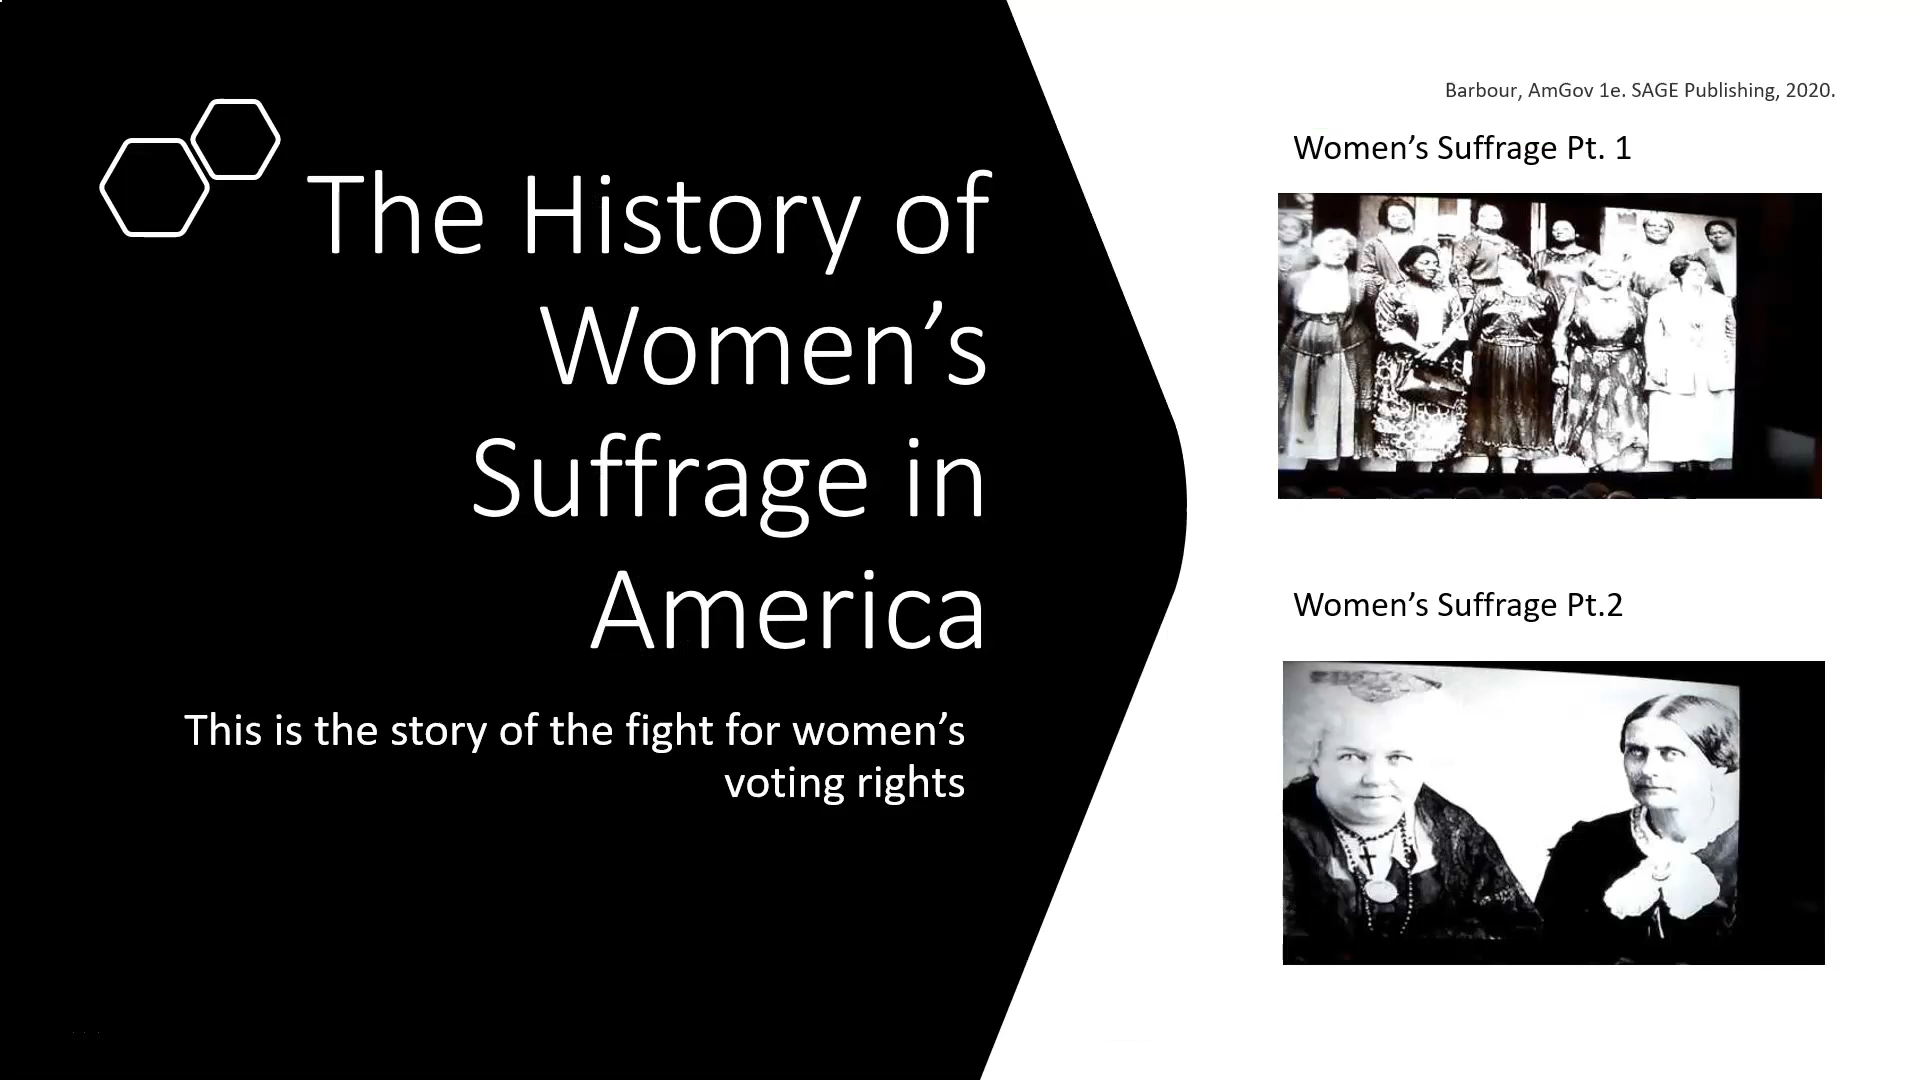 The History of
Women’s
Suffrage in
America
This is the story of the fight for women’s
voting rights
Barbour, AmGov 1e. SAGE Publishing, 2020.
Women’s Suffrage Pt. 1
Women’s Suffrage Pt.2